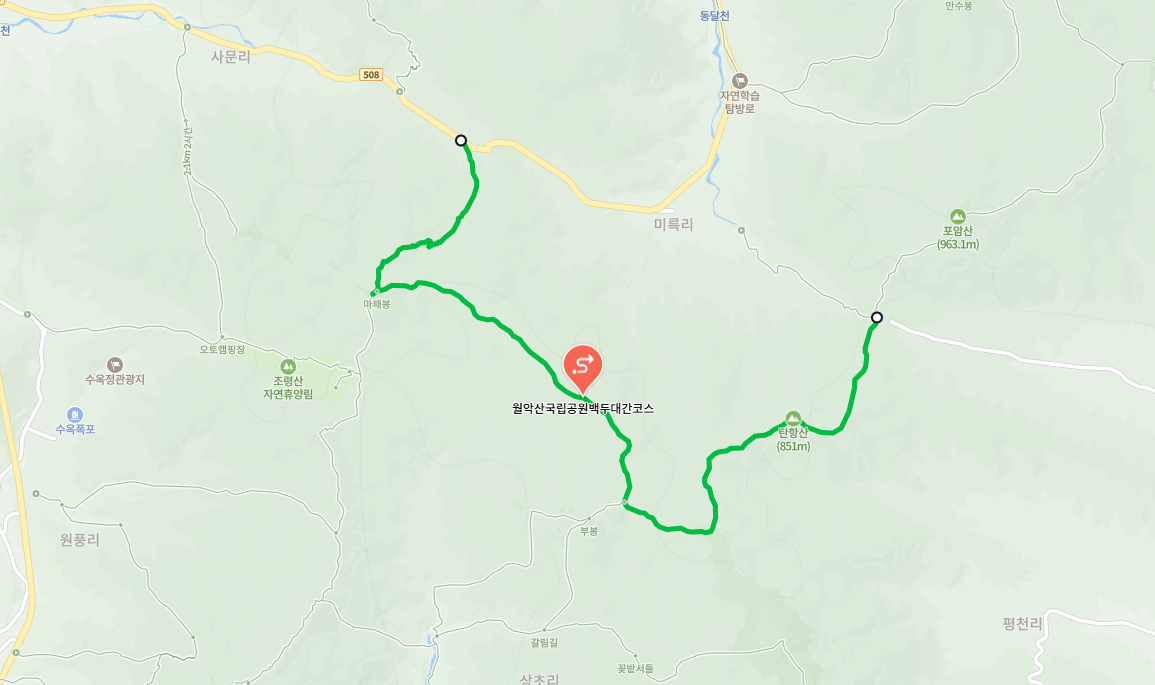 만수봉
동달천
천
사문리
508
자연학습
탐방로
2.1km 2시간
포암산
(963.1m)
미륵리
마패봉
오토캠핑장
조령산
자연휴양림
수옥정관광지
수옥폭포
월악산국립공원백두대간코스
탄항산
(851m)
부봉
원풍리
평천리
갈림길
꽃밭서들
상초리